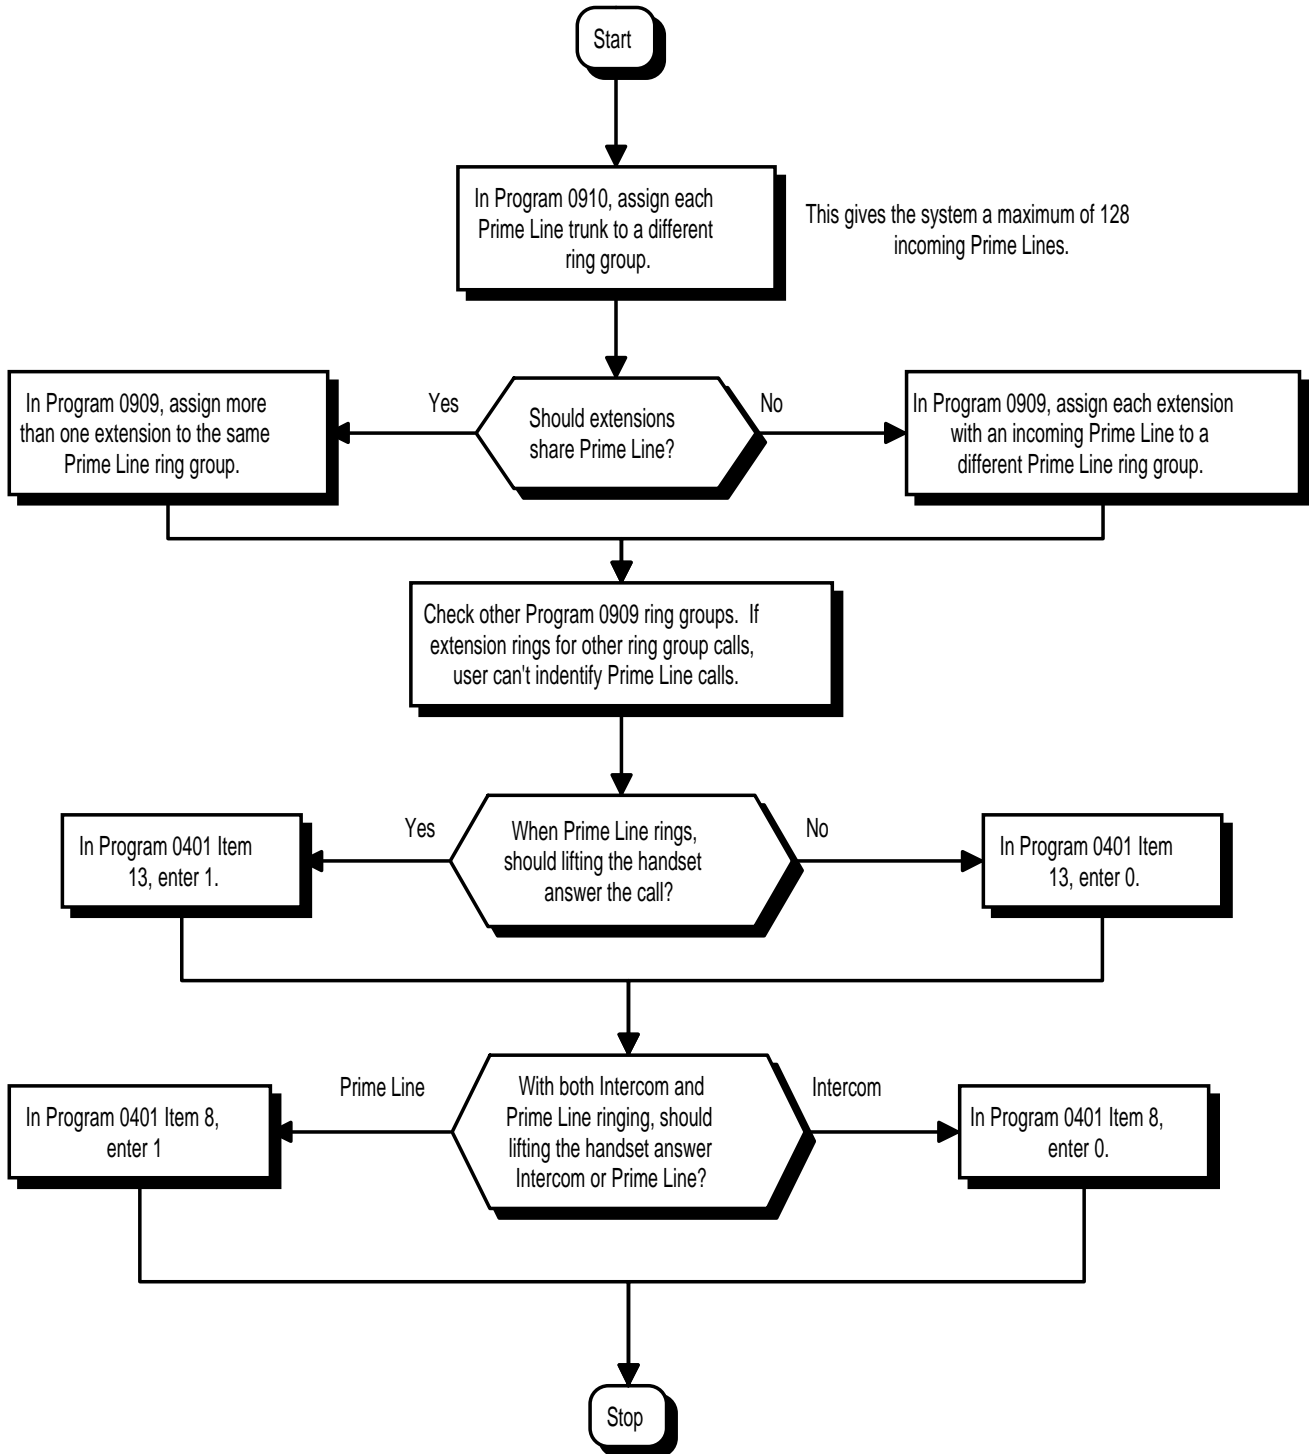 Start
In Program 0910, assign each
Prime Line trunk to a different
ring group.
This gives the system a maximum of 128
incoming Prime Lines.
In Program 0909, assign more
than one extension to the same
Prime Line ring group.
Yes
Should extensions
share Prime Line?
No
In Program 0909, assign each extension
with an incoming Prime Line to a
different Prime Line ring group.
Check other Program 0909 ring groups.  If
extension rings for other ring group calls,
user can't indentify Prime Line calls.
In Program 0401 Item
13, enter 1.
Yes
When Prime Line rings,
should lifting the handset
answer the call?
No
In Program 0401 Item
13, enter 0.
In Program 0401 Item 8,
enter 1
Prime Line
With both Intercom and
Prime Line ringing, should
lifting the handset answer
Intercom or Prime Line?
Intercom
In Program 0401 Item 8,
enter 0.
Stop